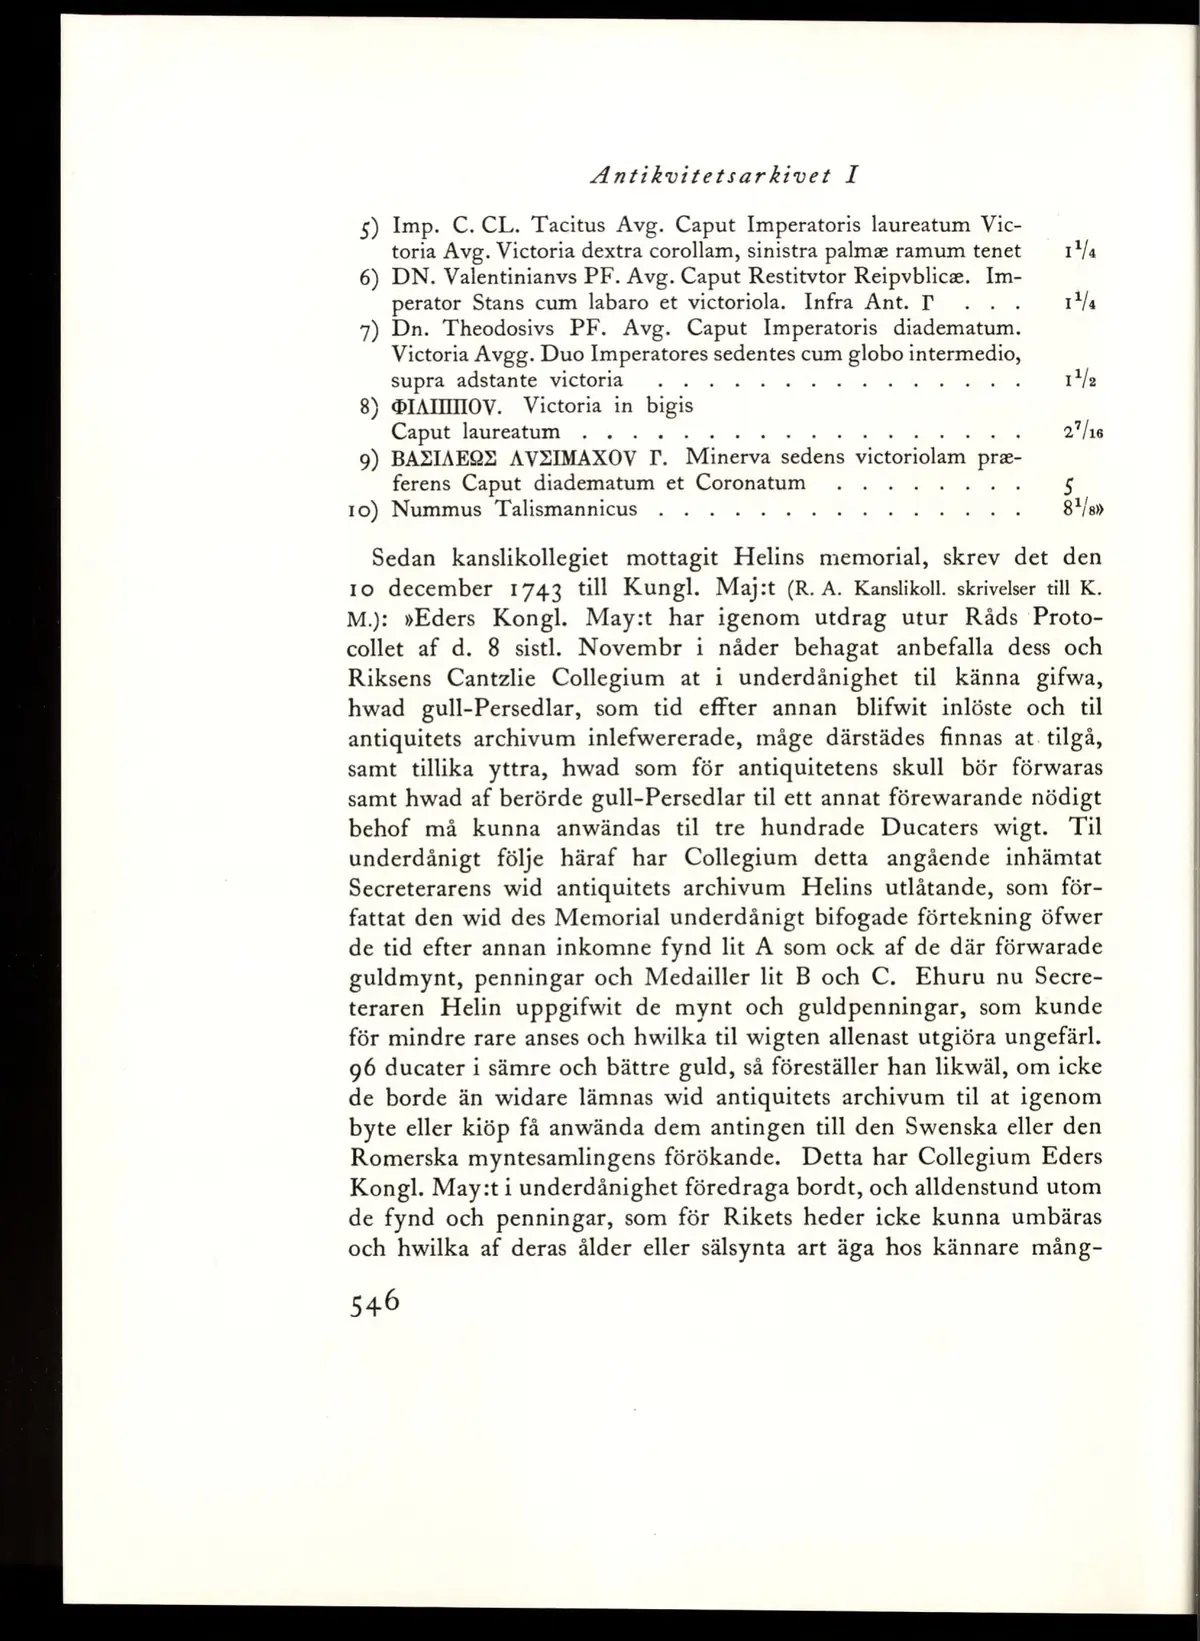 Antikvitetsarkivet I
5) Imp. C. CL. Tacitus Avg. Caput Imperatoris laureatum Vic-
toria Avg. Victoria dextra corollam, sinistra palmæ ramum tenet 1¹/₄
6) DN. Valentinianvs PF. Avg. Caput Restitvtor Reipvblicæ. Im-
perator Stans cum labaro et victoriola. Infra Ant. Γ . . . 1¹/₄
7) Dn. Theodosivs PF. Avg. Caput Imperatoris diadematum.
Victoria Avgg. Duo Imperatores sedentes cum globo intermedio,
supra adstante victoria . . . . . . . . . . . . . . . 1¹/₂
8) ΦΙΛΙΠΠΟV. Victoria in bigis
Caput laureatum . . . . . . . . . . . . . . . . . . 2⁷/₁₆
9) ΒΑΣΙΛΕΩΣ ΛVΣΙΜΑΧΟV Γ. Minerva sedens victoriolam præ-
ferens Caput diadematum et Coronatum . . . . . . . . 5
10) Nummus Talismannicus . . . . . . . . . . . . . . . 8¹/₈»
Sedan kanslikollegiet mottagit Helins memorial, skrev det den
10 december 1743 till Kungl. Maj:t (R. A. Kanslikoll. skrivelser till K.
M.): »Eders Kongl. May:t har igenom utdrag utur Råds Proto-
collet af d. 8 sistl. Novembr i nåder behagat anbefalla dess och
Riksens Cantzlie Collegium at i underdånighet til känna gifwa,
hwad gull-Persedlar, som tid effter annan blifwit inlöste och til
antiquitets archivum inlefwererade, måge därstädes finnas at tilgå,
samt tillika yttra, hwad som för antiquitetens skull bör förwaras
samt hwad af berörde gull-Persedlar til ett annat förewarande nödigt
behof må kunna anwändas til tre hundrade Ducaters wigt. Til
underdånigt följe häraf har Collegium detta angående inhämtat
Secreterarens wid antiquitets archivum Helins utlåtande, som för-
fattat den wid des Memorial underdånigt bifogade förtekning öfwer
de tid efter annan inkomne fynd lit A som ock af de där förwarade
guldmynt, penningar och Medailler lit B och C. Ehuru nu Secre-
teraren Helin uppgifwit de mynt och guldpenningar, som kunde
för mindre rare anses och hwilka til wigten allenast utgiöra ungefärl.
96 ducater i sämre och bättre guld, så föreställer han likwäl, om icke
de borde än widare lämnas wid antiquitets archivum til at igenom
byte eller kiöp få anwända dem antingen till den Swenska eller den
Romerska myntesamlingens förökande. Detta har Collegium Eders
Kongl. May:t i underdånighet föredraga bordt, och alldenstund utom
de fynd och penningar, som för Rikets heder icke kunna umbäras
och hwilka af deras ålder eller sälsynta art äga hos kännare mång-
546